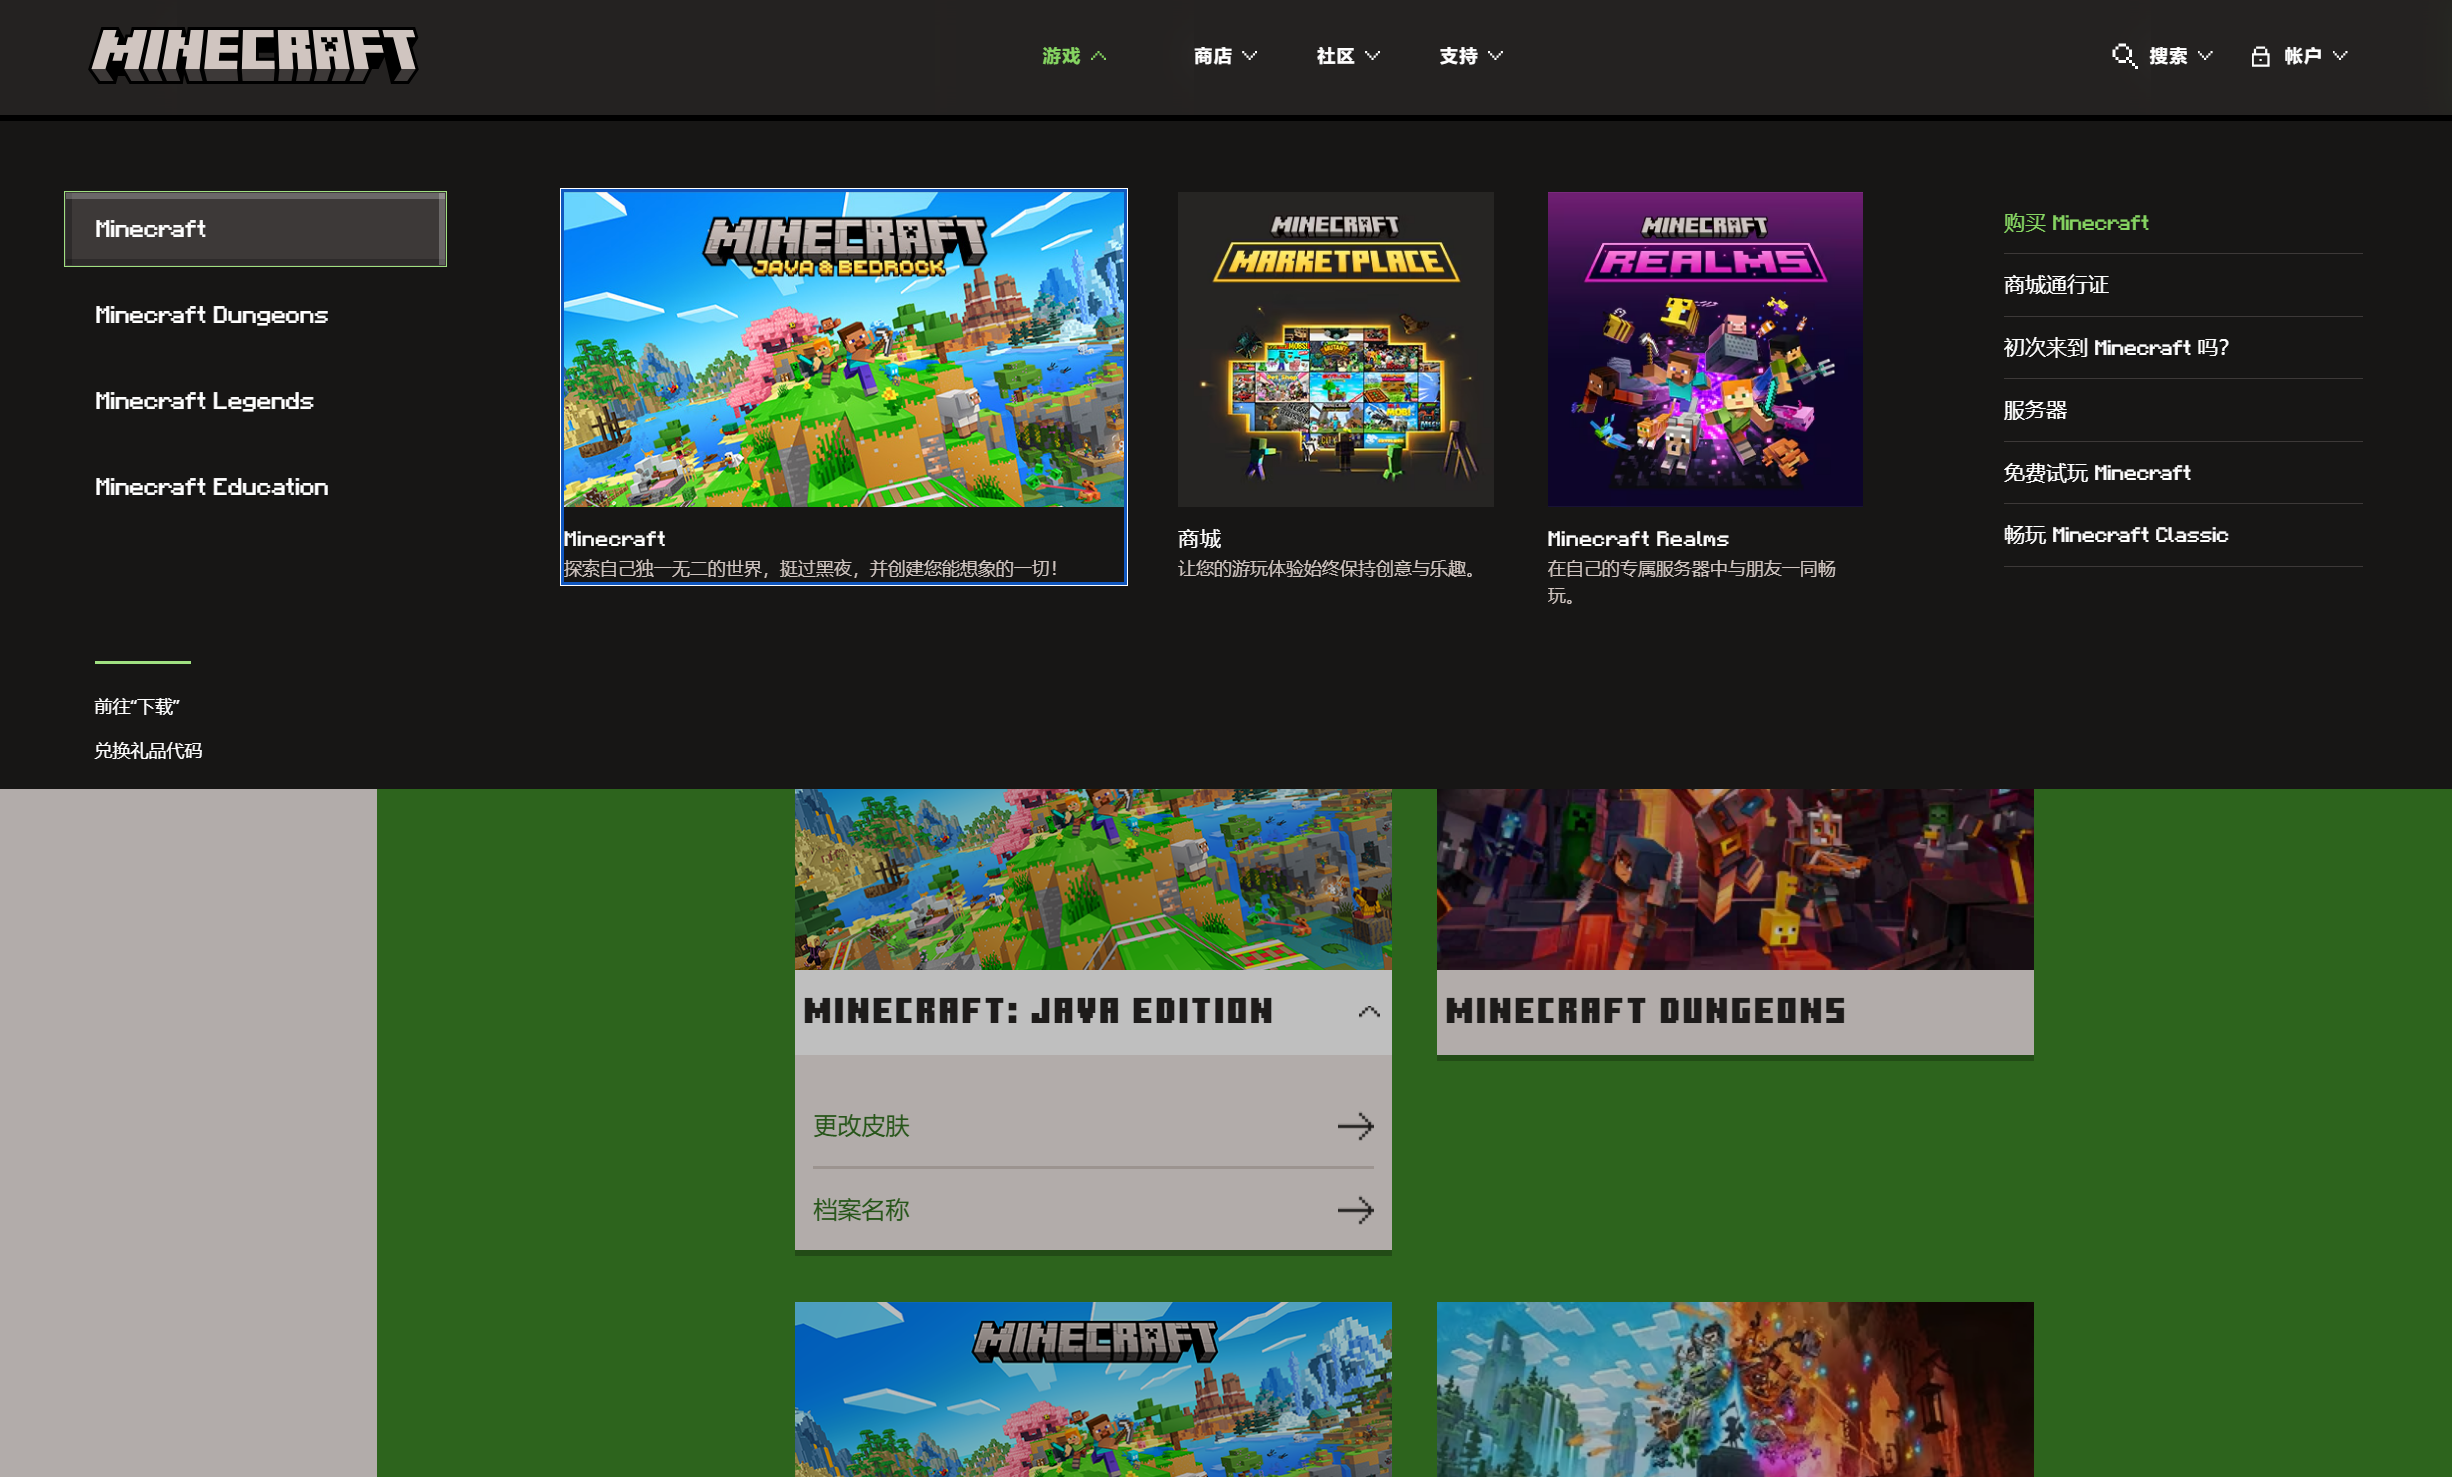 MINECRAFT
游戏
商店
社区
支持
搜索
帐户
Minecraft
Minecraft Dungeons
Minecraft Legends
Minecraft Education
前往“下载”
兑换礼品代码
MINECRAFT
JAVA & BEDROCK
Minecraft
探索自己独一无二的世界，挺过黑夜，并创建您能想象的一切！
MINECRAFT
MARKETPLACE
商城
让您的游玩体验始终保持创意与乐趣。
MINECRAFT
REALMS
Minecraft Realms
在自己的专属服务器中与朋友一同畅
玩。
购买 Minecraft
商城通行证
初次来到 Minecraft 吗？
服务器
免费试玩 Minecraft
畅玩 Minecraft Classic
MINECRAFT: JAVA EDITION
更改皮肤
档案名称
MINECRAFT DUNGEONS
MINECRAFT